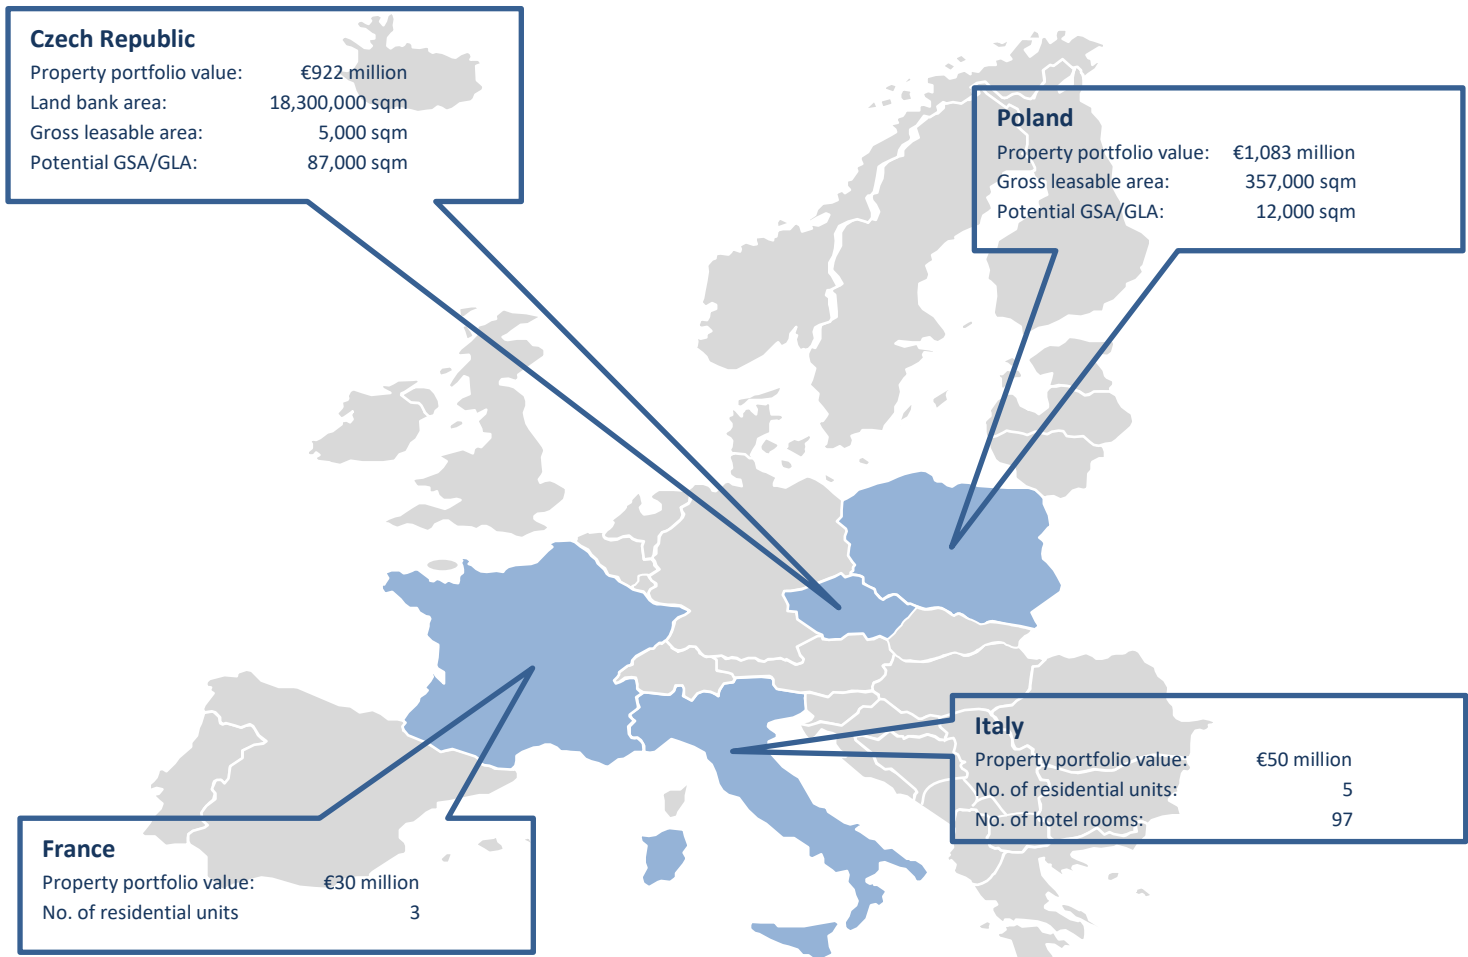 Czech Republic
Property portfolio value: €922 million
Land bank area: 18,300,000 sqm
Gross leasable area: 5,000 sqm
Potential GSA/GLA: 87,000 sqm
Poland
Property portfolio value: €1,083 million
Gross leasable area: 357,000 sqm
Potential GSA/GLA: 12,000 sqm
Italy
Property portfolio value: €50 million
No. of residential units: 5
No. of hotel rooms: 97
France
Property portfolio value: €30 million
No. of residential units 3